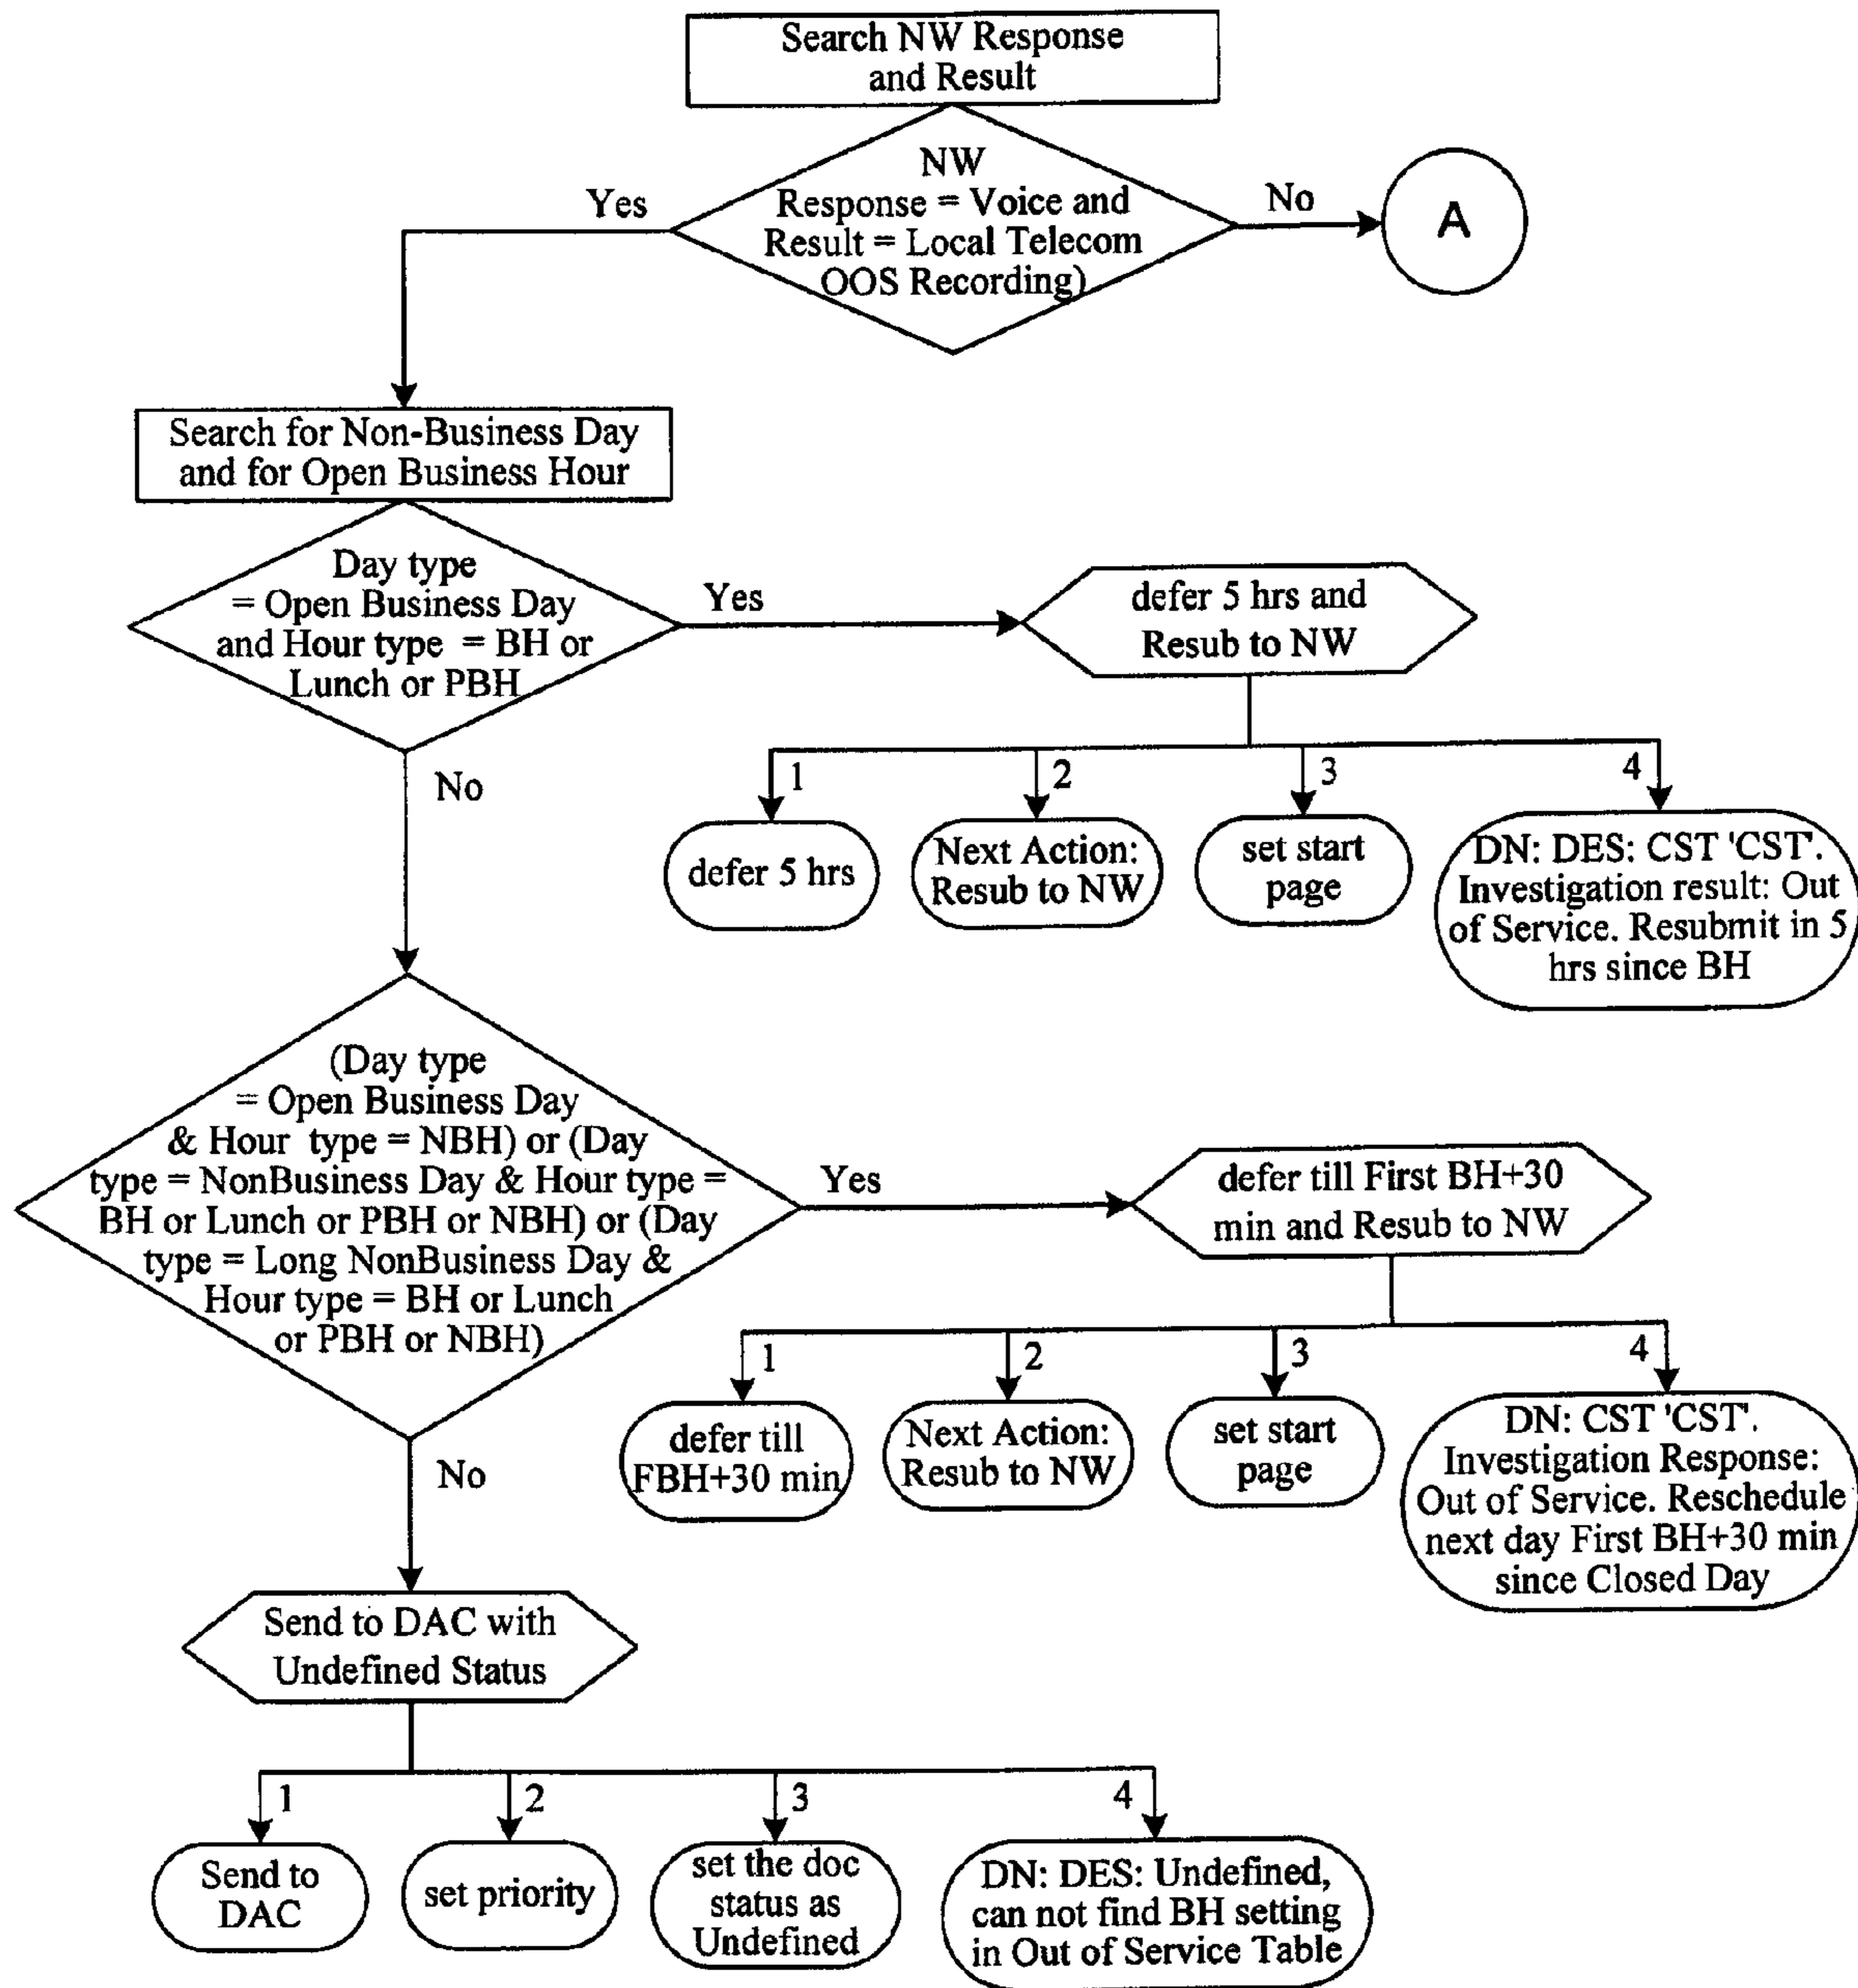 Search NW Response
and Result
NW
Response = Voice and
Result = Local Telecom
OOS Recording)
Yes
No
A
Search for Non-Business Day
and for Open Business Hour
Day type
= Open Business Day
and Hour type = BH or
Lunch or PBH
Yes
defer 5 hrs and
Resub to NW
No
1
2
3
4
defer 5 hrs
Next Action:
Resub to NW
set start
page
DN: DES: CST 'CST'.
Investigation result: Out
of Service. Resubmit in 5
hrs since BH
(Day type
= Open Business Day
& Hour type = NBH) or (Day
type = NonBusiness Day & Hour type =
BH or Lunch or PBH or NBH) or (Day
type = Long NonBusiness Day &
Hour type = BH or Lunch
or PBH or NBH)
Yes
defer till First BH+30
min and Resub to NW
No
1
2
3
4
defer till
FBH+30 min
Next Action:
Resub to NW
set start
page
DN: CST 'CST'.
Investigation Response:
Out of Service. Reschedule
next day First BH+30 min
since Closed Day
Send to DAC with
Undefined Status
1
2
3
4
Send to
DAC
set priority
set the doc
status as
Undefined
DN: DES: Undefined,
can not find BH setting
in Out of Service Table